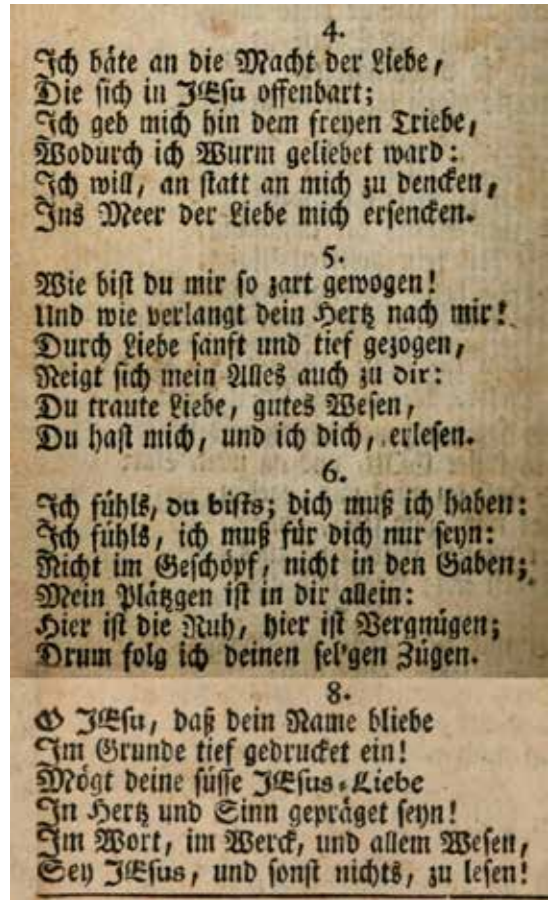 4.
Ich bäte an die Macht der Liebe,
Die sich in JEsu offenbart;
Ich geb mich hin dem freyen Triebe,
Wodurch ich Wurm geliebet ward:
Ich will, an statt an mich zu dencken,
Ins Meer der Liebe mich ersencken.
5.
Wie bist du mir so zart gewogen!
Und wie verlangt dein Hertz nach mir!
Durch Liebe sanft und tief gezogen,
Neigt sich mein Alles auch zu dir:
Du traute Liebe, gutes Wesen,
Du hast mich, und ich dich, erlesen.
6.
Ich fühls, du bists; dich muß ich haben:
Ich fühls, ich muß für dich nur seyn:
Nicht im Geschöpf, nicht in den Gaben;
Mein Plätzgen ist in dir allein:
Hier ist die Ruh, hier ist Vergnügen;
Drum folg ich deinen sel'gen Zügen.
8.
O JEsu, daß dein Name bliebe
Im Grunde tief gedrucket ein!
Mögt deine süsse JEsus-Liebe
In Hertz und Sinn gepräget seyn!
Im Wort, im Werck, und allem Wesen,
Sey JEsus, und sonst nichts, zu lesen!